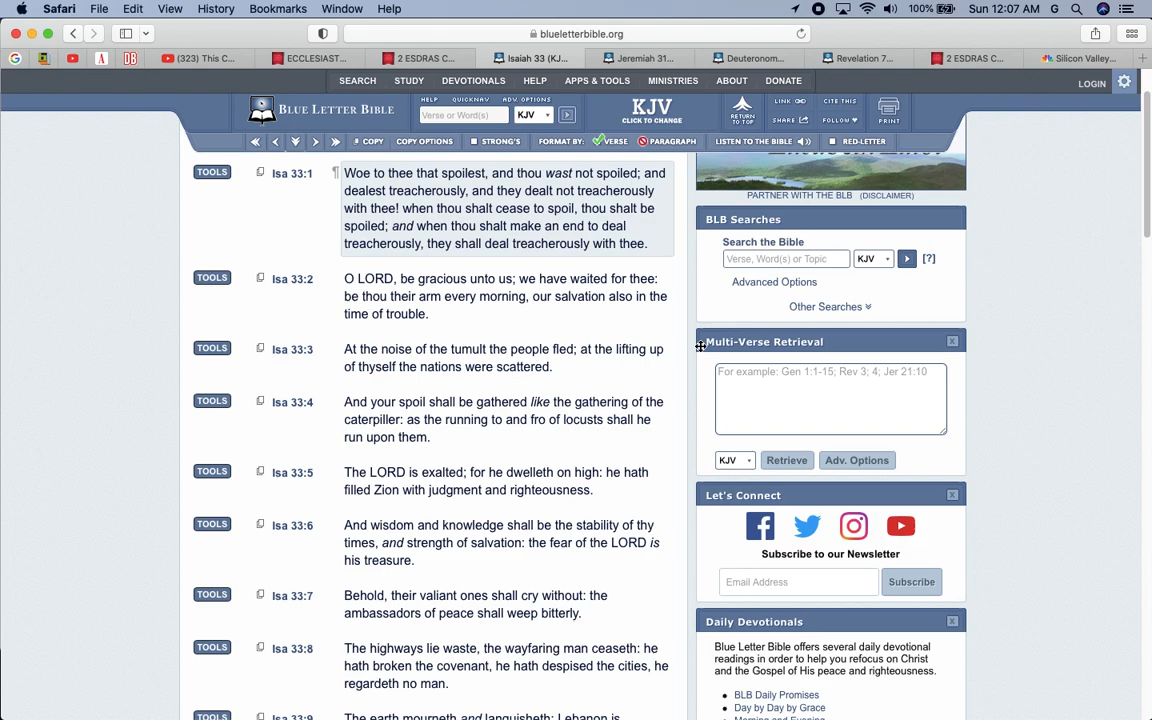 Safari File Edit View History Bookmarks Window Help 100% Sun 12:07 AM G
blueletterbible.org
(323) This C... ECCLESIAST... 2 ESDRAS C... Isaiah 33 (KJ... Jeremiah 31... Deuteronom... Revelation 7... 2 ESDRAS C... Silicon Valley...
SEARCH STUDY DEVOTIONALS HELP APPS & TOOLS MINISTRIES ABOUT DONATE LOGIN
BLUE LETTER BIBLE
HELP QUICKNAV ADV. OPTIONS
Verse or Word(s) KJV
KJV
CLICK TO CHANGE
RETURN
TO TOP
LINK CITE THIS
SHARE FOLLOW PRINT
COPY COPY OPTIONS STRONG'S FORMAT BY: VERSE PARAGRAPH LISTEN TO THE BIBLE RED-LETTER
TOOLS Isa 33:1 ¶ Woe to thee that spoilest, and thou wast not spoiled; and
dealest treacherously, and they dealt not treacherously
with thee! when thou shalt cease to spoil, thou shalt be
spoiled; and when thou shalt make an end to deal
treacherously, they shall deal treacherously with thee.
TOOLS Isa 33:2 O LORD, be gracious unto us; we have waited for thee:
be thou their arm every morning, our salvation also in the
time of trouble.
TOOLS Isa 33:3 At the noise of the tumult the people fled; at the lifting up
of thyself the nations were scattered.
TOOLS Isa 33:4 And your spoil shall be gathered like the gathering of the
caterpiller: as the running to and fro of locusts shall he
run upon them.
TOOLS Isa 33:5 The LORD is exalted; for he dwelleth on high: he hath
filled Zion with judgment and righteousness.
TOOLS Isa 33:6 And wisdom and knowledge shall be the stability of thy
times, and strength of salvation: the fear of the LORD is
his treasure.
TOOLS Isa 33:7 Behold, their valiant ones shall cry without: the
ambassadors of peace shall weep bitterly.
TOOLS Isa 33:8 The highways lie waste, the wayfaring man ceaseth: he
hath broken the covenant, he hath despised the cities, he
regardeth no man.
TOOLS Isa 33:9 The earth mourneth and languisheth: Lebanon is
PARTNER WITH THE BLB (DISCLAIMER)
BLB Searches
Search the Bible
Verse, Word(s) or Topic KJV [?]
Advanced Options
Other Searches
Multi-Verse Retrieval X
For example: Gen 1:1-15; Rev 3; 4; Jer 21:10
KJV Retrieve Adv. Options
Let's Connect X
Subscribe to our Newsletter
Email Address Subscribe
Daily Devotionals X
Blue Letter Bible offers several daily devotional
readings in order to help you refocus on Christ
and the Gospel of His peace and righteousness.
BLB Daily Promises
Day by Day by Grace
Morning and Evening